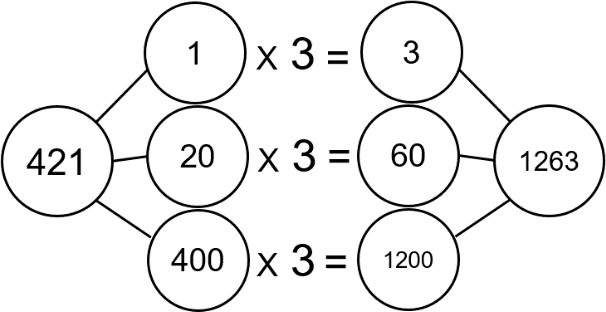 1 x 3 = 3
421 20 x 3 = 60 1263
400 x 3 = 1200